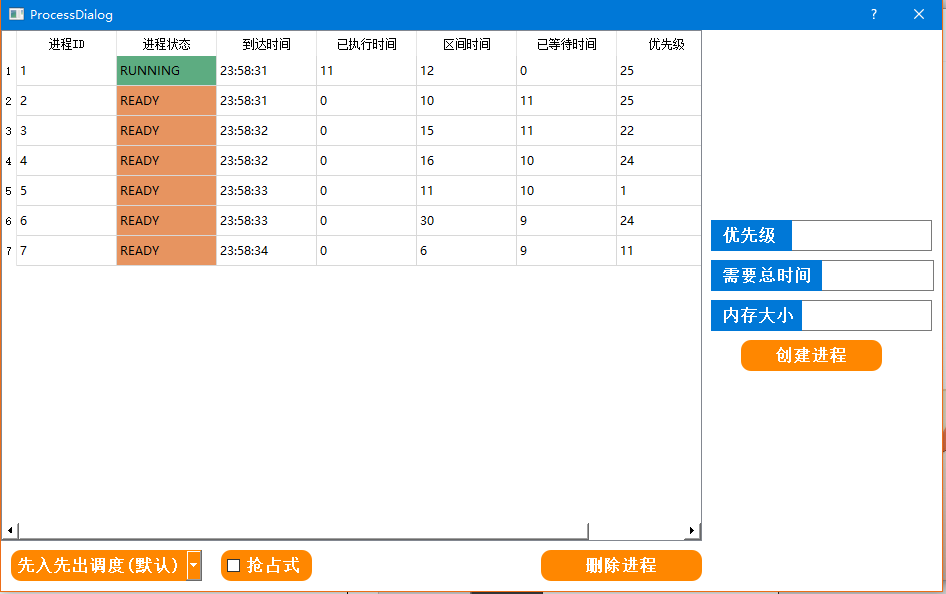 ProcessDialog ?
进程ID 进程状态 到达时间 已执行时间 区间时间 已等待时间 优先级
1 1 RUNNING 23:58:31 11 12 0 25
2 2 READY 23:58:31 0 10 11 25
3 3 READY 23:58:32 0 15 11 22
4 4 READY 23:58:32 0 16 10 24
5 5 READY 23:58:33 0 11 10 1
6 6 READY 23:58:33 0 30 9 24
7 7 READY 23:58:34 0 6 9 11
优先级
需要总时间
内存大小
创建进程
先入先出调度(默认) 抢占式 删除进程